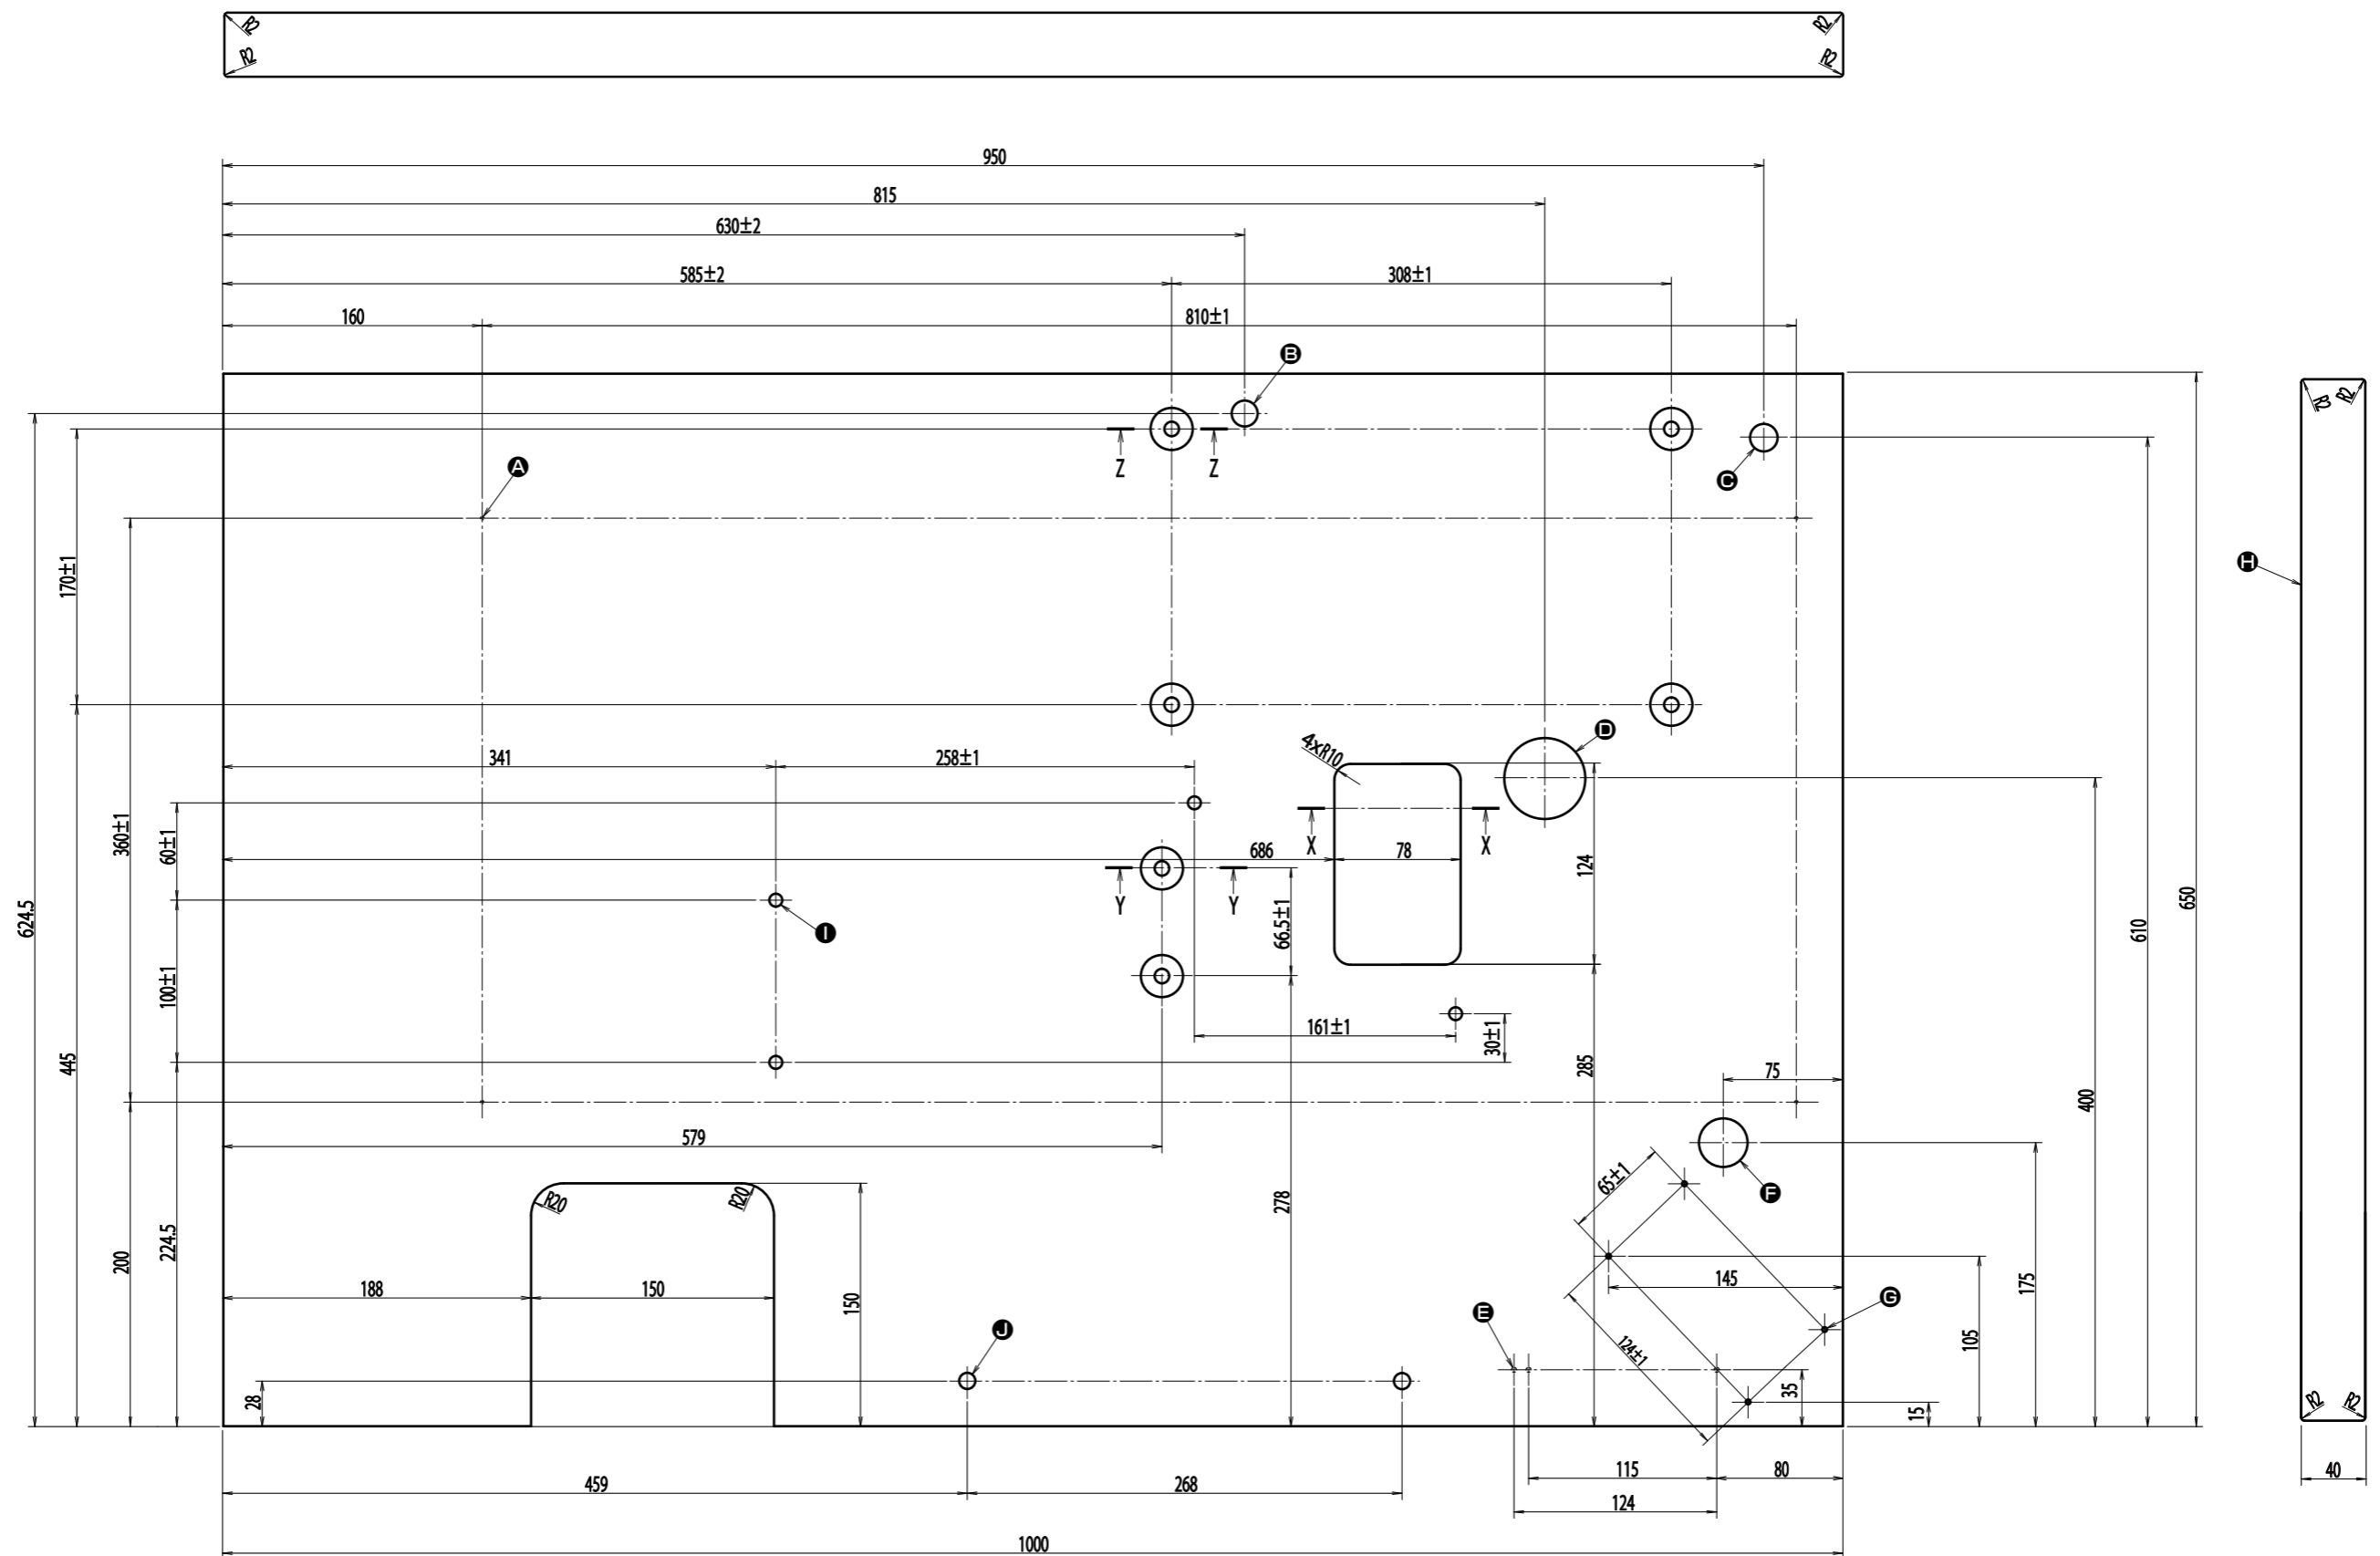 R2
R2
R2
R2
950
815
630±2
585±2
308±1
160
810±1
B
A
C
Z
Z
R2
R2
H
170±1
341
258±1
4xR10
D
360±1
60±1
686
X
78
X
124
Y
Y
I
66.5±1
624.5
650
610
100±1
161±1
30±1
445
285
75
400
579
F
R20
R20
65±1
278
224.5
200
188
150
150
145
175
G
E
J
105
124±1
28
35
15
R2
R2
459
268
115
80
124
40
1000